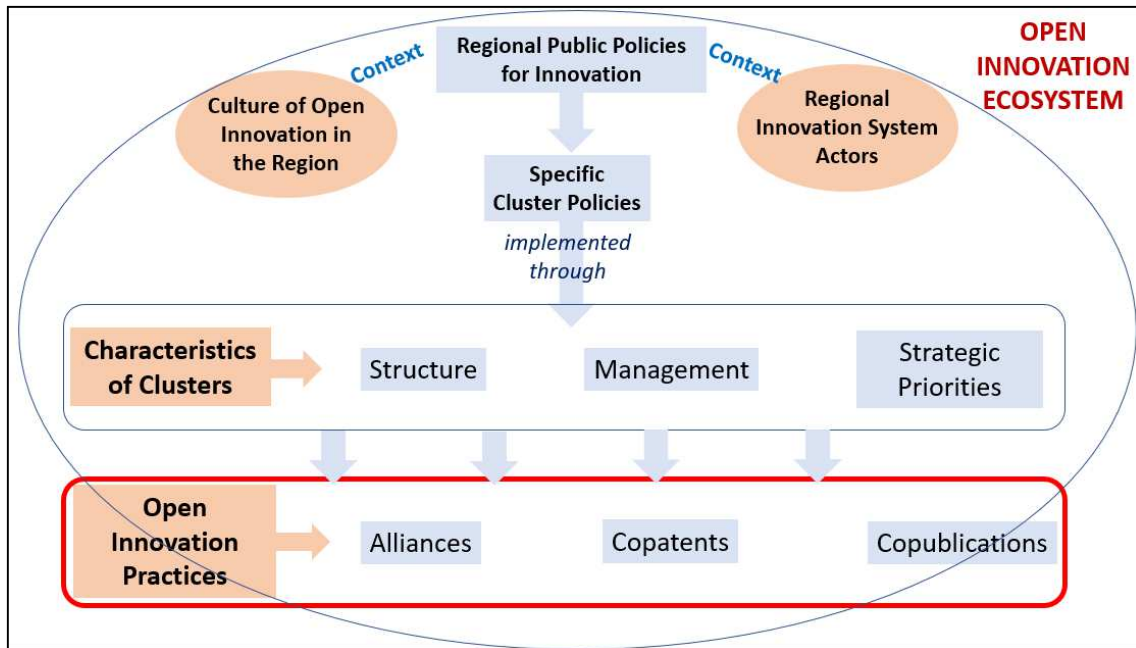 OPEN
INNOVATION
ECOSYSTEM
Regional Public Policies
for Innovation
Context
Context
Culture of Open
Innovation in
the Region
Regional
Innovation System
Actors
Specific
Cluster Policies
implemented
through
Characteristics
of Clusters
Structure
Management
Strategic
Priorities
Open
Innovation
Practices
Alliances
Copatents
Copublications